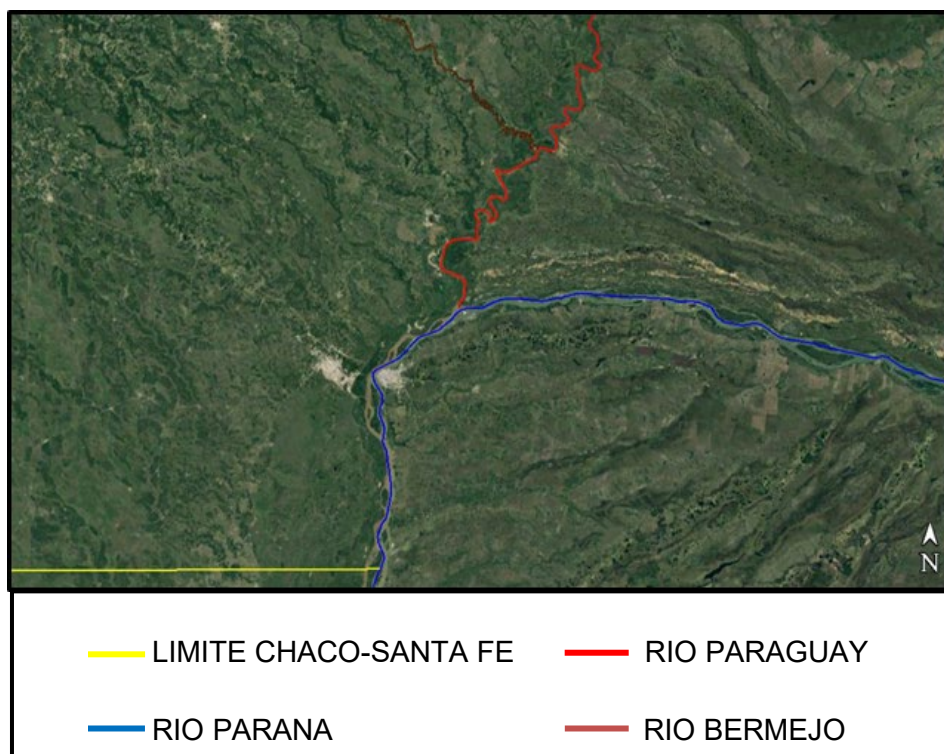 N
LIMITE CHACO-SANTA FE
RIO PARAGUAY
RIO PARANA
RIO BERMEJO